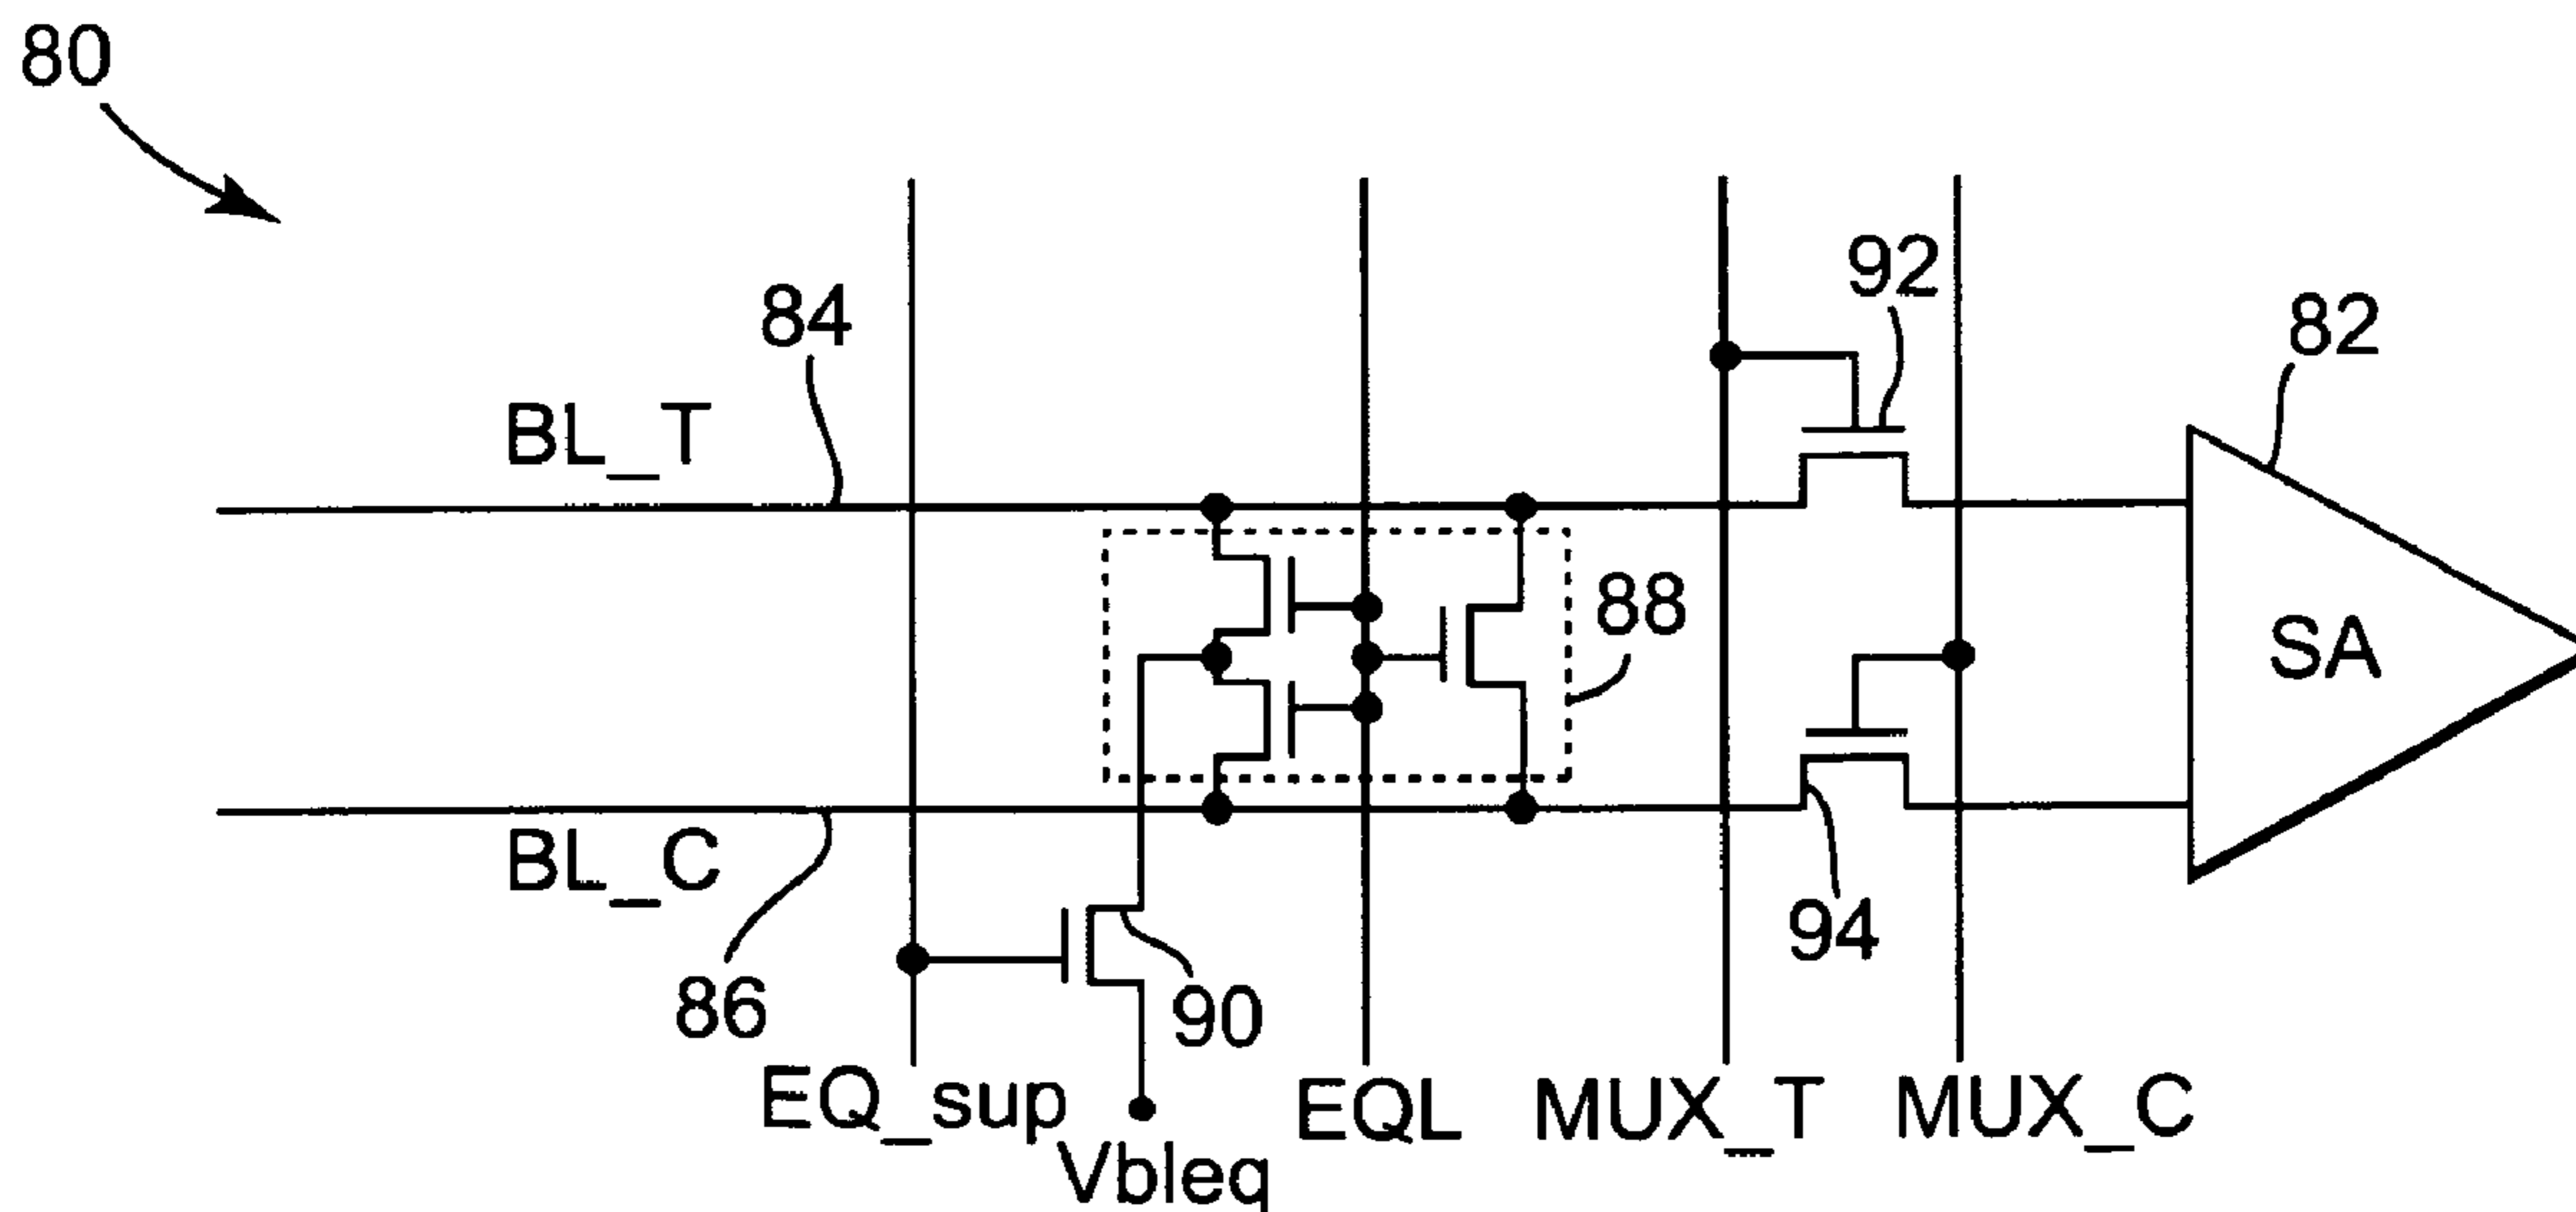 80
92
84
82
BL_T
88
SA
BL_C
94
86
90
EQ_sup
EQL
MUX_T
MUX_C
Vbleq